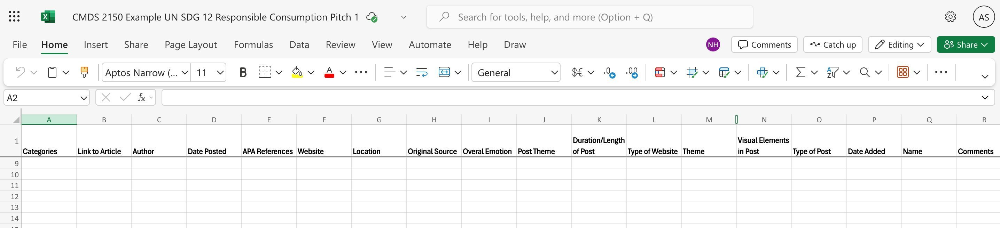 X CMDS 2150 Example UN SDG 12 Responsible Consumption Pitch 1 Search for tools, help, and more (Option + Q) AS
File Home Insert Share Page Layout Formulas Data Review View Automate Help Draw NH Comments Catch up Editing Share
Aptos Narrow (... 11 B A General $€ .0 .00 Σ AZ
A2 fx
A B C D E F G H I J K L M N O P Q R
1 Categories Link to Article Author Date Posted APA References Website Location Original Source Overal Emotion Post Theme Duration/Length of Post Type of Website Theme Visual Elements in Post Type of Post Date Added Name Comments
9
10
11
12
13
14